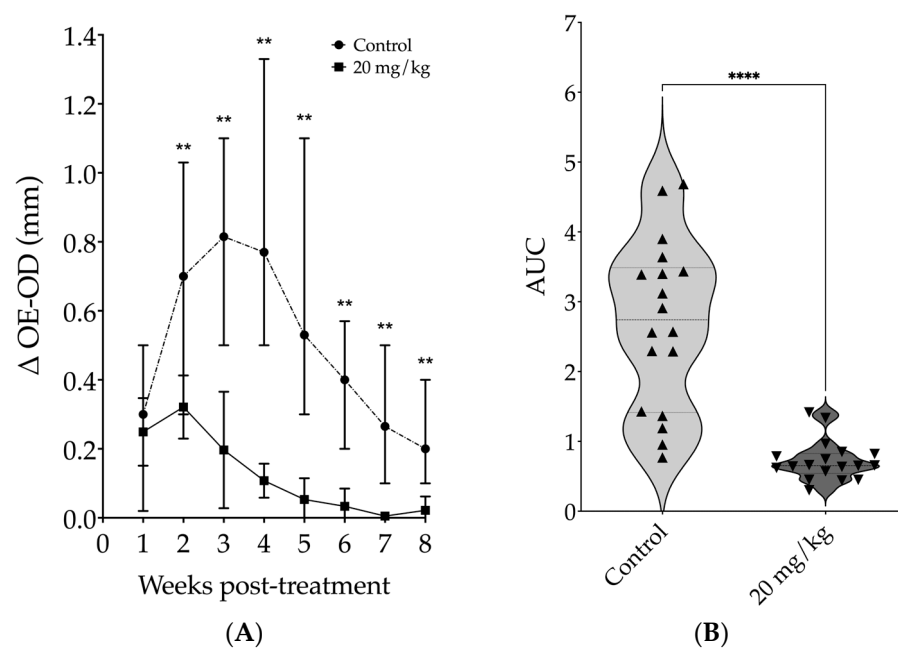 1.4
1.2
1.0
0.8
0.6
0.4
0.2
0.0
Δ OE-OD (mm)
Control
20 mg/kg
**
**
**
**
**
**
**
0 1 2 3 4 5 6 7 8
Weeks post-treatment
(A)
7
6
5
4
3
2
1
0
AUC
****
Control
20 mg/kg
(B)